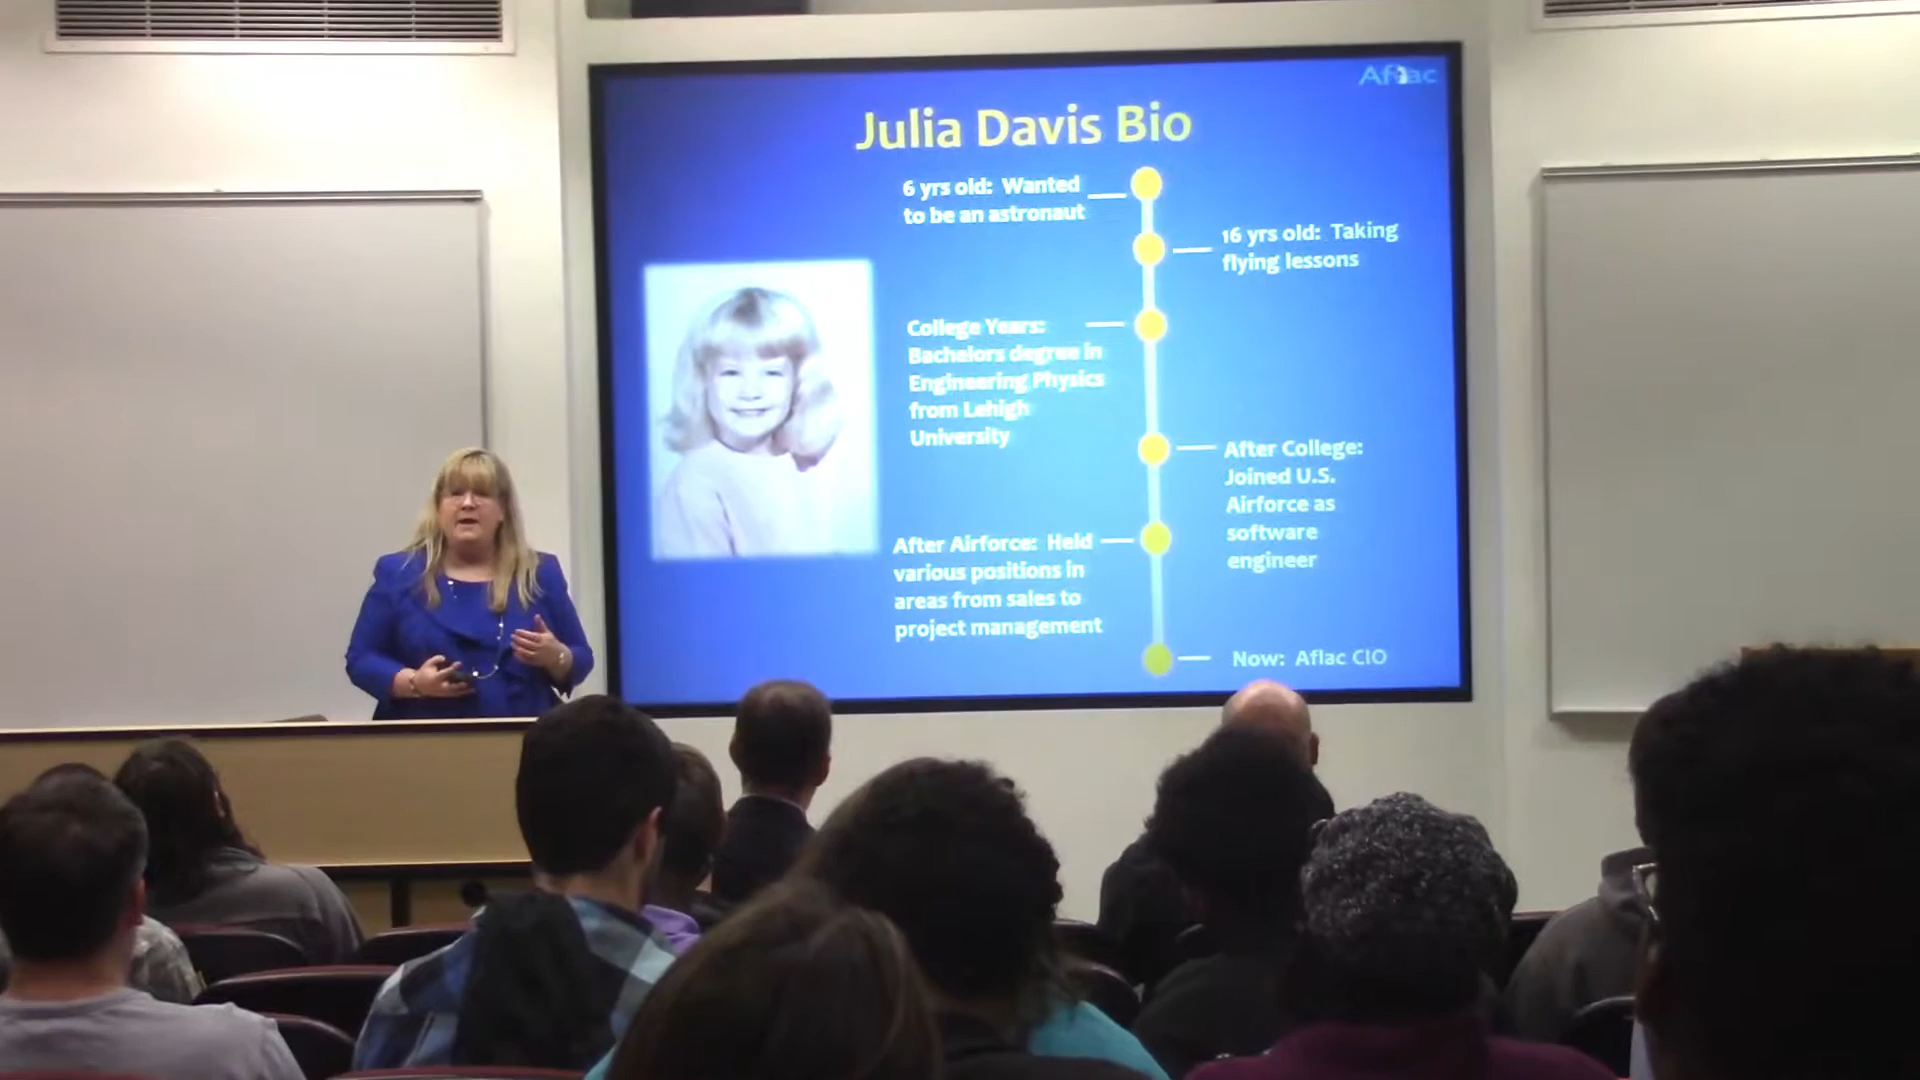 Aflac
Julia Davis Bio
6 yrs old: Wanted
to be an astronaut
16 yrs old: Taking
flying lessons
College Years:
Bachelors degree in
Engineering Physics
from Lehigh
University
After College:
Joined U.S.
Airforce as
software
engineer
After Airforce: Held
various positions in
areas from sales to
project management
Now: Aflac CIO